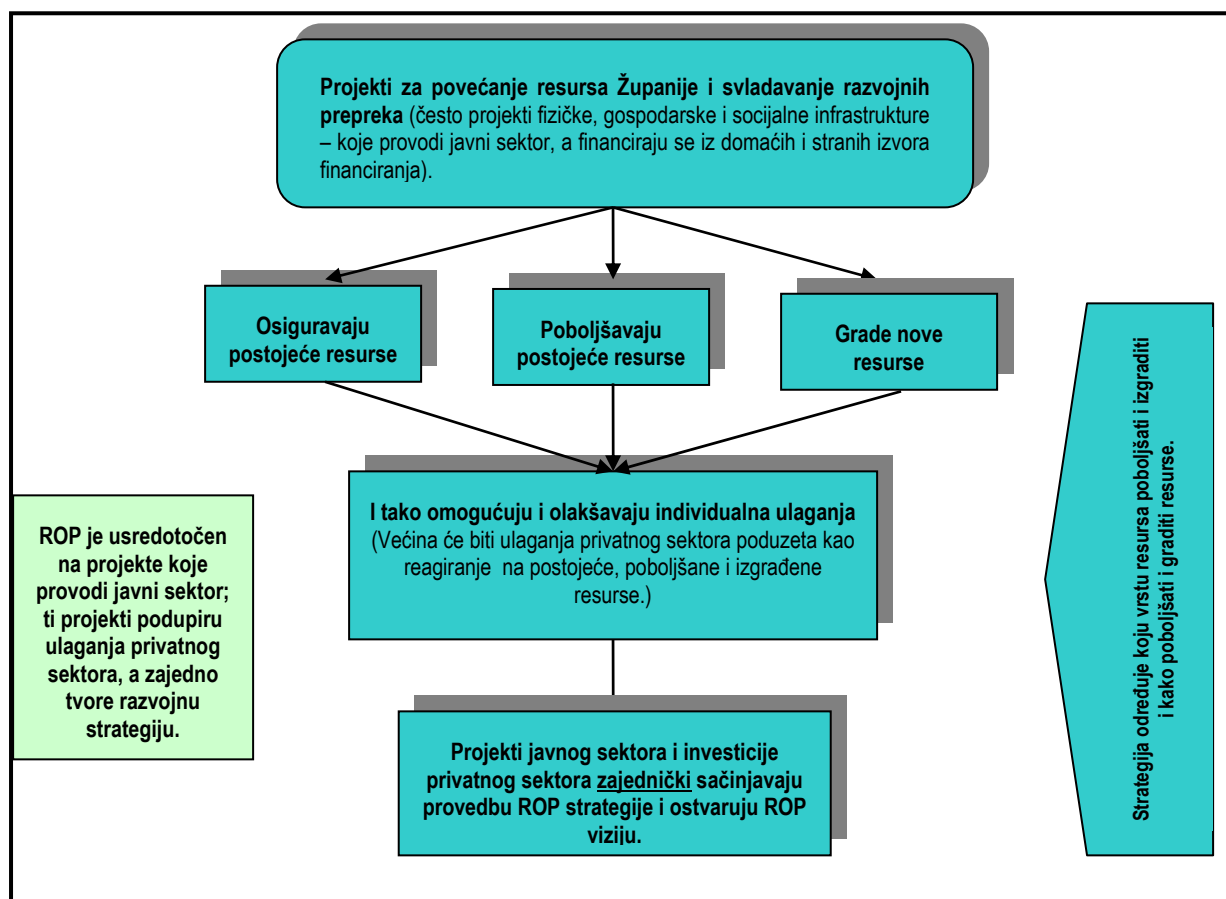 Projekti za povećanje resursa Županije i svladavanje razvojnih
prepreka (često projekti fizičke, gospodarske i socijalne infrastrukture
– koje provodi javni sektor, a financiraju se iz domaćih i stranih izvora
financiranja).
Osiguravaju
postojeće resurse
Poboljšavaju
postojeće resurse
Grade nove
resurse
I tako omogućuju i olakšavaju individualna ulaganja
(Većina će biti ulaganja privatnog sektora poduzeta kao
reagiranje na postojeće, poboljšane i izgrađene
resurse.)
ROP je usredotočen
na projekte koje
provodi javni sektor;
ti projekti podupiru
ulaganja privatnog
sektora, a zajedno
tvore razvojnu
strategiju.
Projekti javnog sektora i investicije
privatnog sektora zajednički sačinjavaju
provedbu ROP strategije i ostvaruju ROP
viziju.
Strategija određuje koju vrstu resursa poboljšati i izgraditi
i kako poboljšati i graditi resurse.